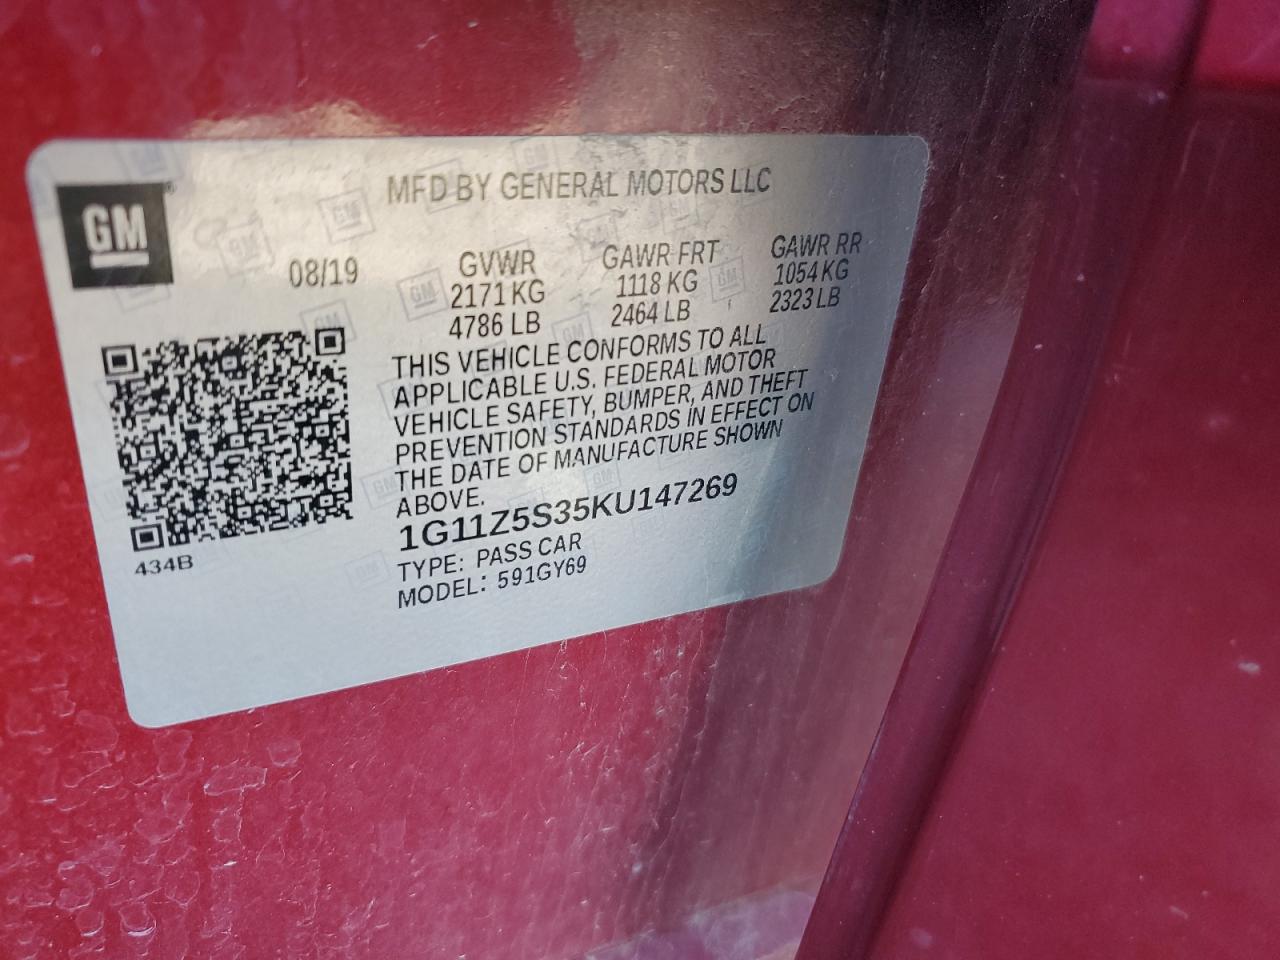 MFD BY GENERAL MOTORS LLC
GM
08/19
GVWR
2171 KG
4786 LB
GAWR FRT
1118 KG
2464 LB
GAWR RR
1054 KG
2323 LB
THIS VEHICLE CONFORMS TO ALL
APPLICABLE U.S. FEDERAL MOTOR
VEHICLE SAFETY, BUMPER, AND THEFT
PREVENTION STANDARDS IN EFFECT ON
THE DATE OF MANUFACTURE SHOWN
ABOVE.
1G11Z5S35KU147269
TYPE: PASS CAR
MODEL: 591GY69
434B